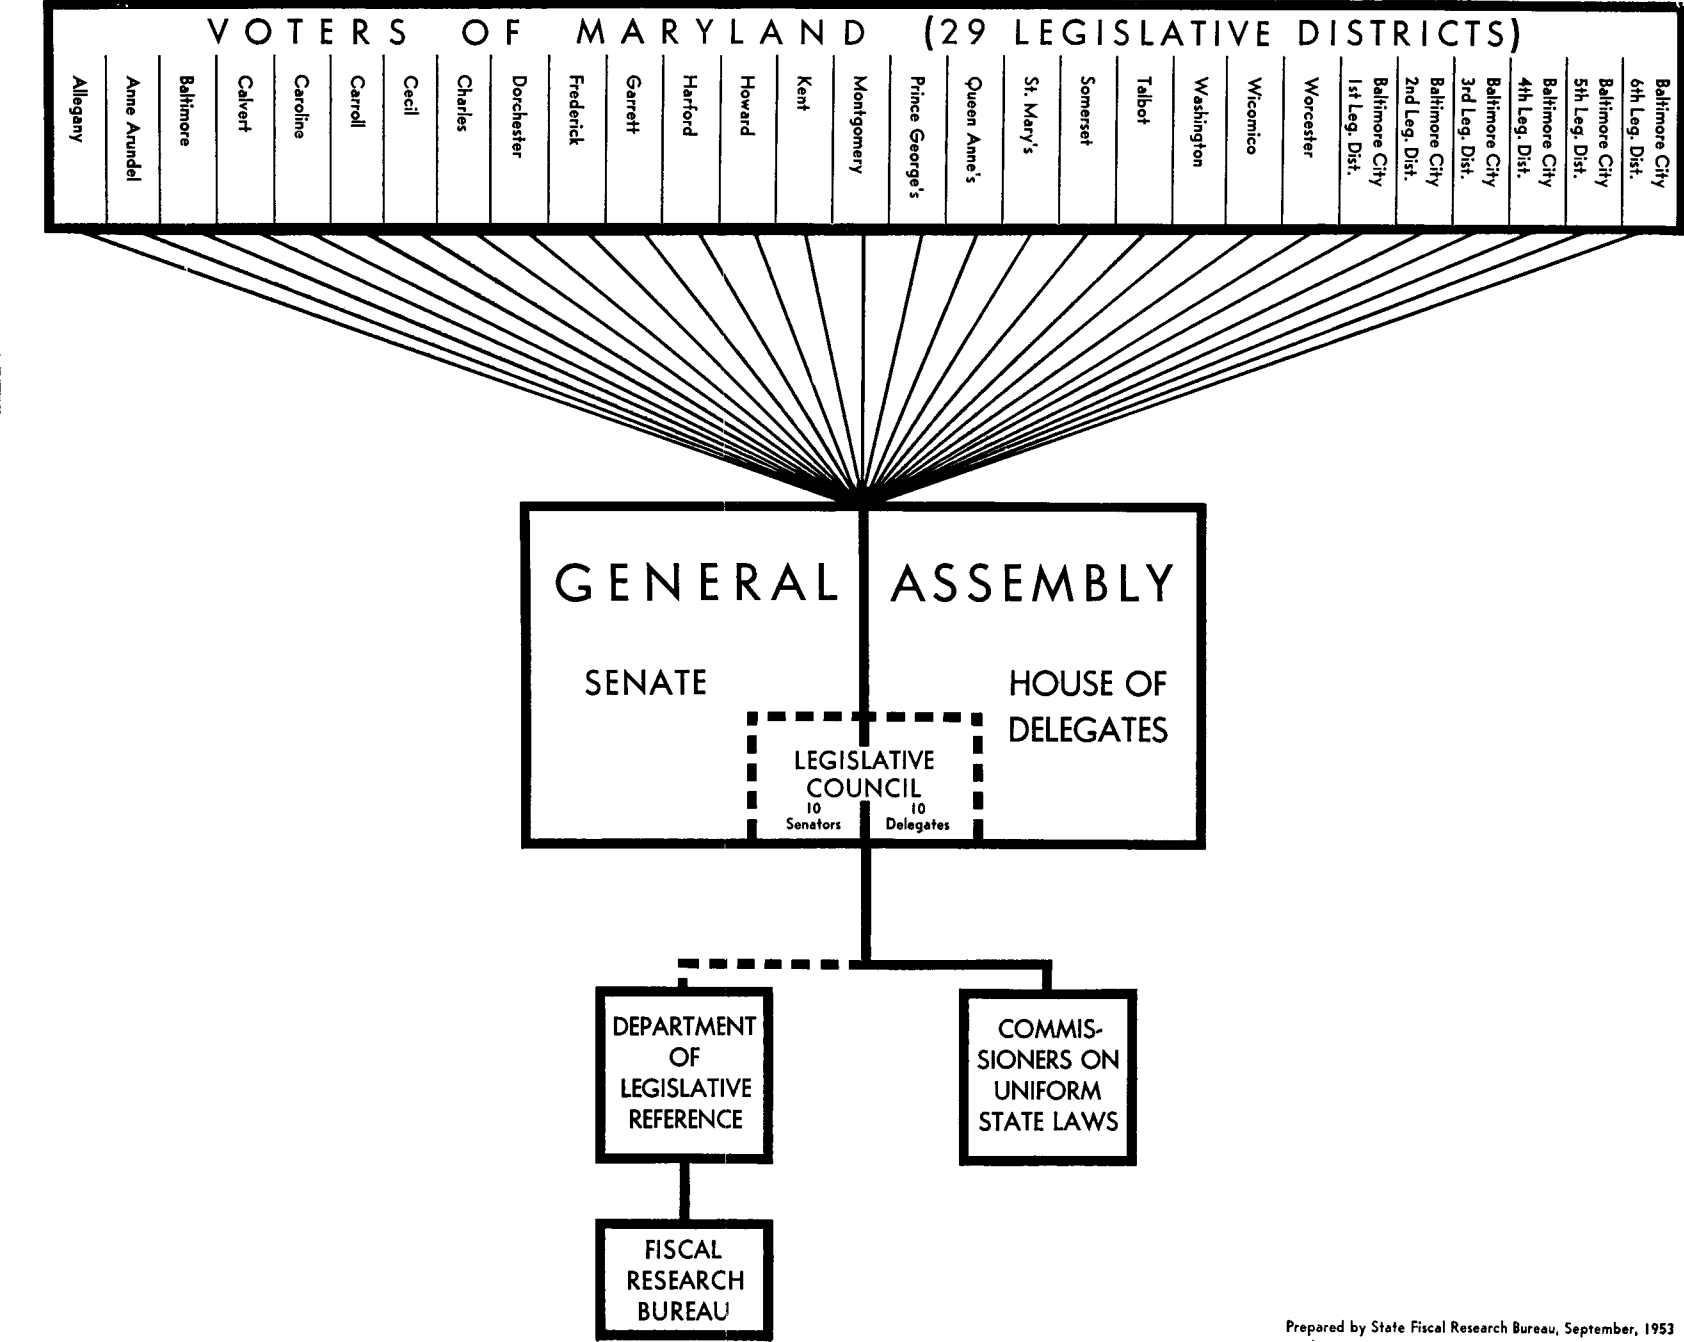 VOTERS OF MARYLAND (29 LEGISLATIVE DISTRICTS)
Allegany
Anne Arundel
Baltimore
Calvert
Caroline
Carroll
Cecil
Charles
Dorchester
Frederick
Garrett
Harford
Howard
Kent
Montgomery
Prince George's
Queen Anne's
St. Mary's
Somerset
Talbot
Washington
Wicomico
Worcester
Baltimore City
1st Leg. Dist.
Baltimore City
2nd Leg. Dist.
Baltimore City
3rd Leg. Dist.
Baltimore City
4th Leg. Dist.
Baltimore City
5th Leg. Dist.
Baltimore City
6th Leg. Dist.
GENERAL ASSEMBLY
SENATE
HOUSE OF
DELEGATES
LEGISLATIVE
COUNCIL
10
Senators
10
Delegates
DEPARTMENT
OF
LEGISLATIVE
REFERENCE
COMMIS-
SIONERS ON
UNIFORM
STATE LAWS
FISCAL
RESEARCH
BUREAU
Prepared by State Fiscal Research Bureau, September, 1953